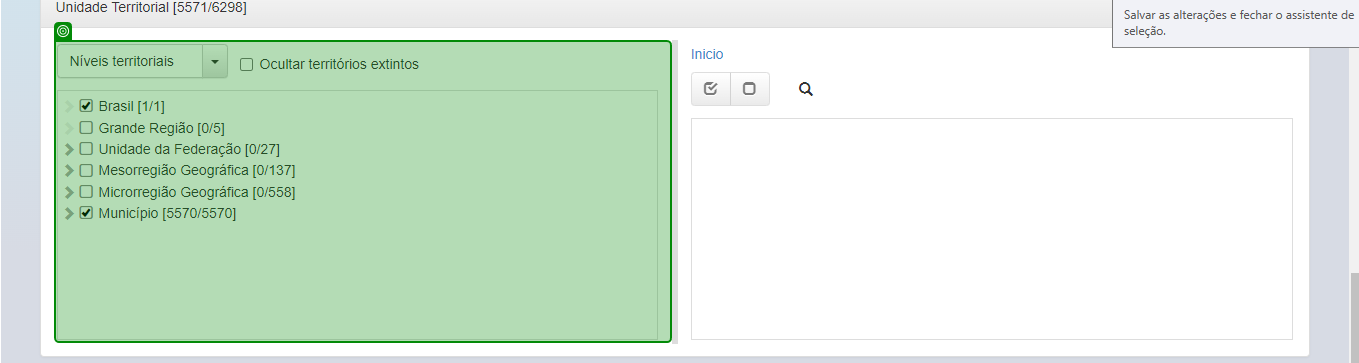 Unidade Territorial [5571/6298]
Salvar as alterações e fechar o assistente de
seleção.
Níveis territoriais
Ocultar territórios extintos
Brasil [1/1]
Grande Região [0/5]
Unidade da Federação [0/27]
Mesorregião Geográfica [0/137]
Microrregião Geográfica [0/558]
Município [5570/5570]
Inicio